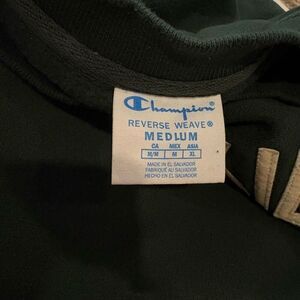 Champion
REVERSE WEAVE®
MEDIUM
CA MEX ASIA
M/M M XL
MADE IN EL SALVADOR
FABRIQUÉ AU SALVADOR
HECHO EN EL SALVADOR